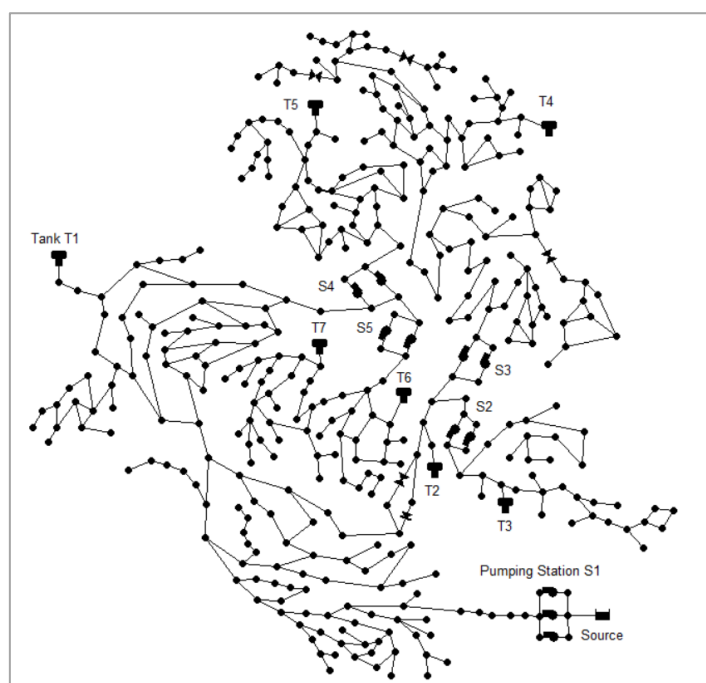 T5
T4
Tank T1
S4
T7
S5
T6
S3
S2
T2
T3
Pumping Station S1
Source